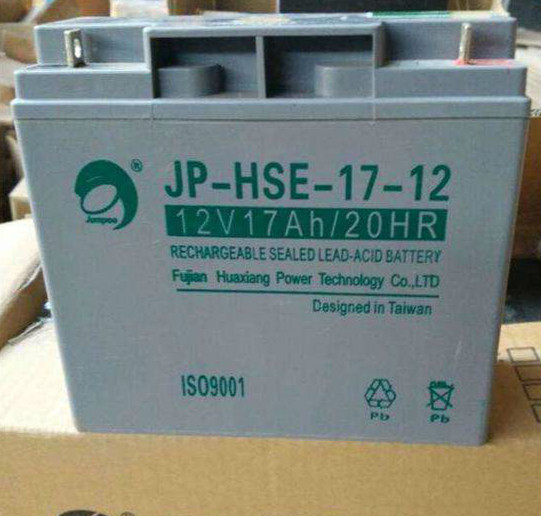 ®
Jumpoo
JP-HSE-17-12
12V17Ah/20HR
RECHARGEABLE SEALED LEAD-ACID BATTERY
Fujian Huaxiang Power Technology Co.,LTD
Designed in Taiwan
ISO9001
Pb Pb